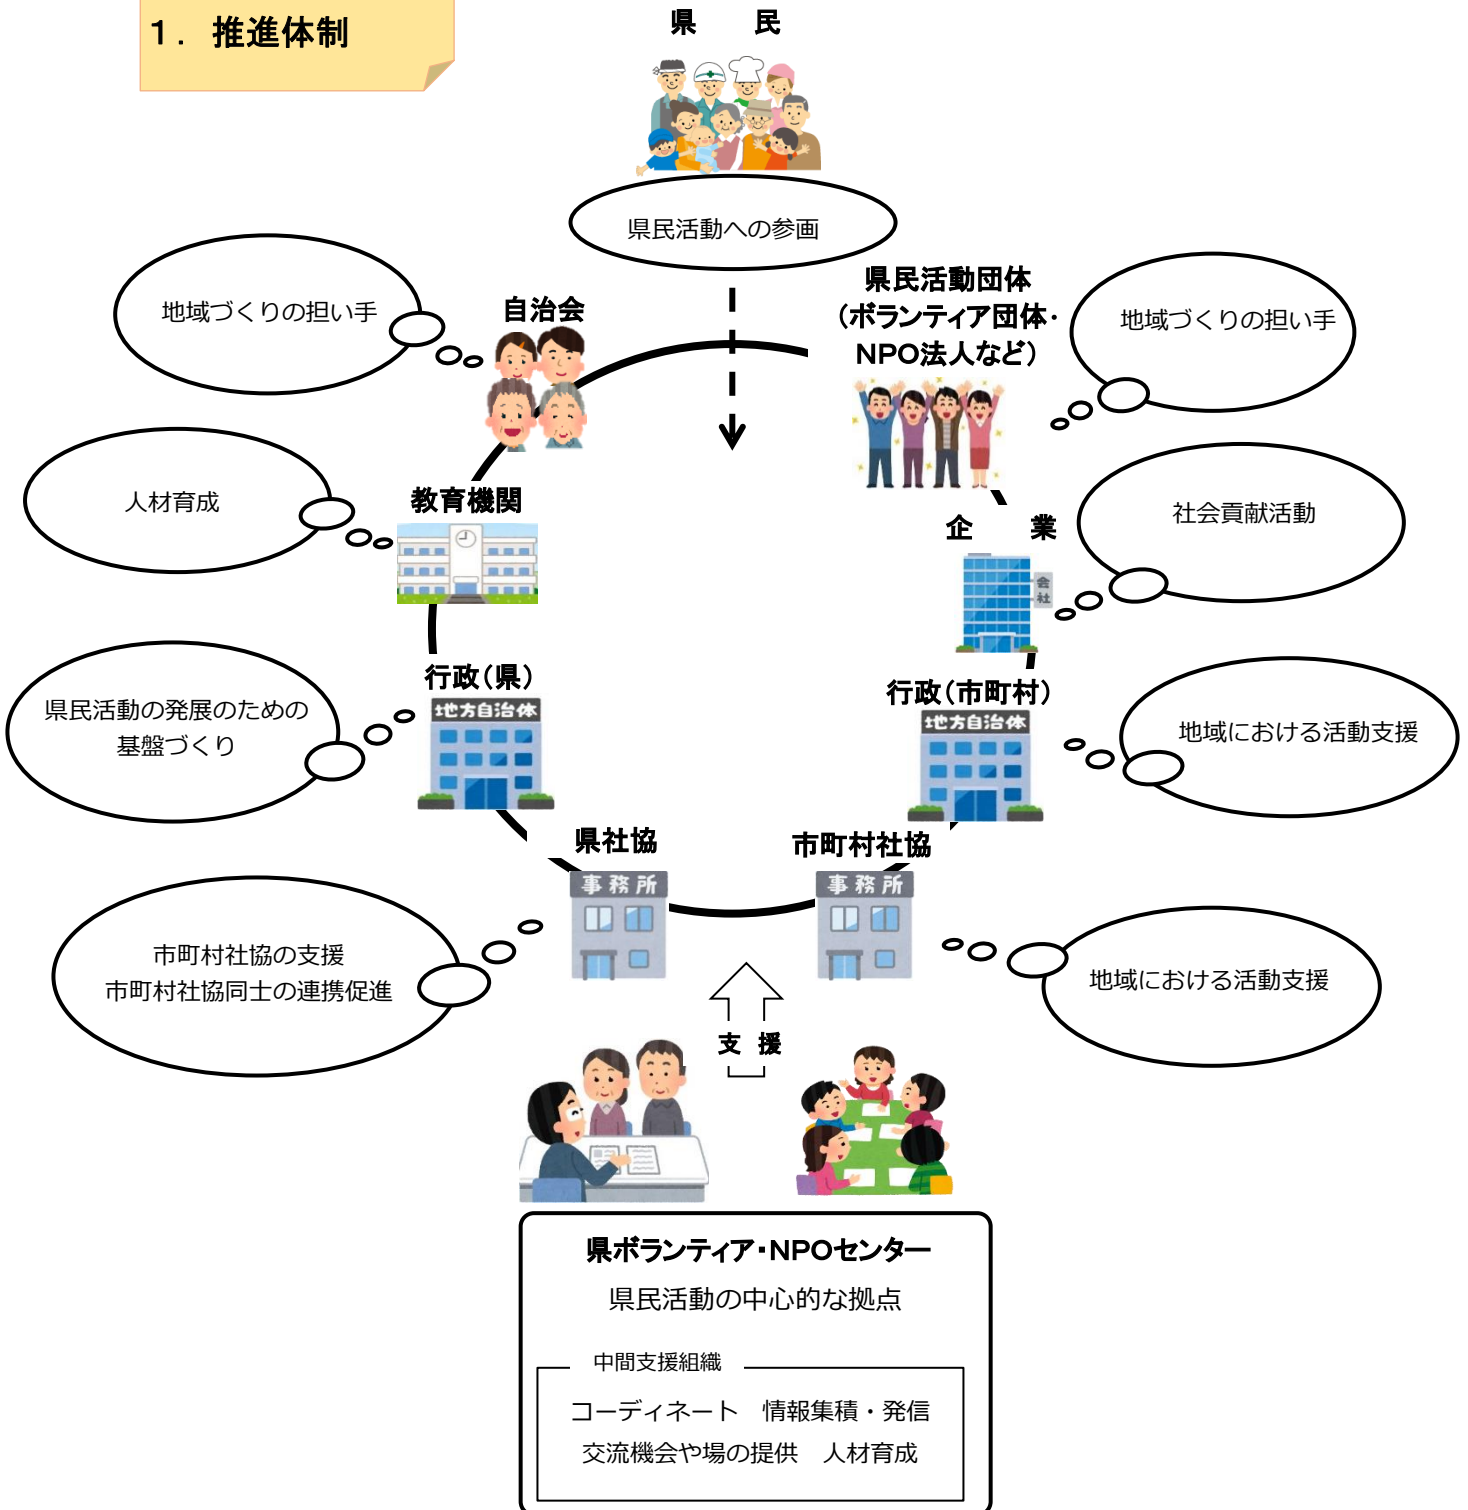 １．推進体制
県　民
県民活動への参画
地域づくりの担い手
自治会
県民活動団体
（ボランティア団体・
NPO法人など）
地域づくりの担い手
人材育成
教育機関
企　業
会社
社会貢献活動
県民活動の発展のための
基盤づくり
行政（県）
地方自治体
行政（市町村）
地方自治体
地域における活動支援
市町村社協の支援
市町村社協同士の連携促進
県社協
事務所
市町村社協
事務所
地域における活動支援
支 援
県ボランティア・NPOセンター
県民活動の中心的な拠点
中間支援組織
コーディネート　情報集積・発信
交流機会や場の提供　人材育成